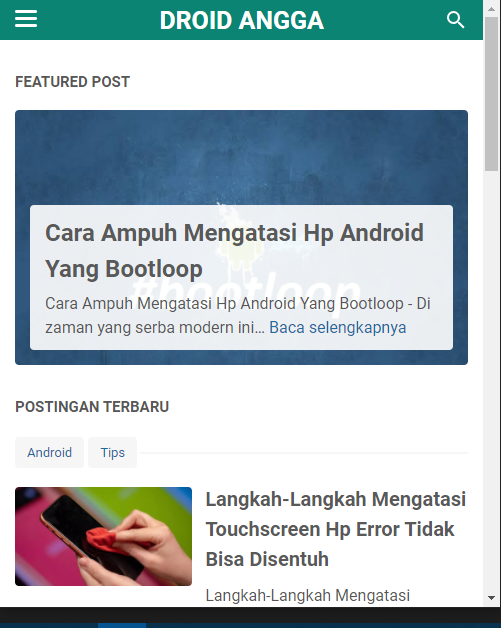 DROID ANGGA
FEATURED POST
Cara Ampuh Mengatasi Hp Android
Yang Bootloop
#bootloop
Cara Ampuh Mengatasi Hp Android Yang Bootloop - Di
zaman yang serba modern ini... Baca selengkapnya
POSTINGAN TERBARU
Android
Tips
Langkah-Langkah Mengatasi
Touchscreen Hp Error Tidak
Bisa Disentuh
Langkah-Langkah Mengatasi